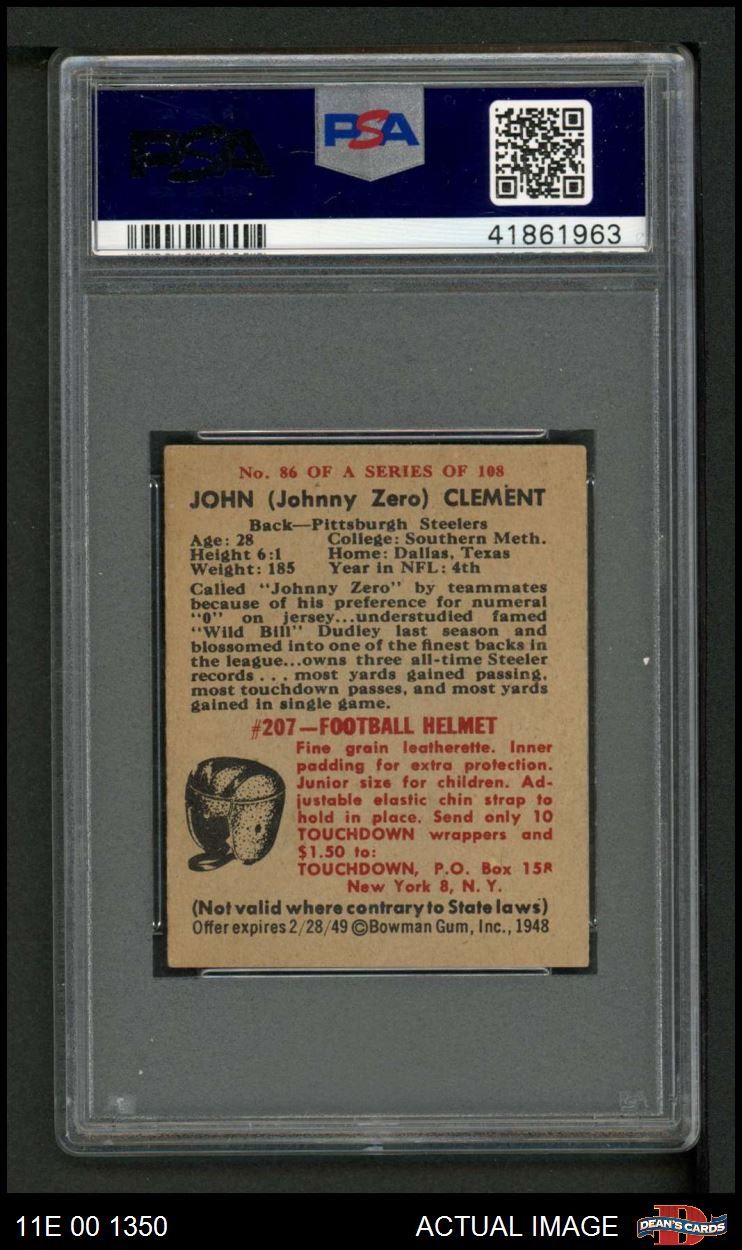 PSA
PSA
41861963
No. 86 OF A SERIES OF 108
JOHN (Johnny Zero) CLEMENT
Back—Pittsburgh Steelers
Age: 28 College: Southern Meth.
Height 6:1 Home: Dallas, Texas
Weight: 185 Year in NFL: 4th
Called "Johnny Zero" by teammates
because of his preference for numeral
"0" on jersey...understudied famed
"Wild Bill" Dudley last season and
blossomed into one of the finest backs in
the league...owns three all-time Steeler
records . . . most yards gained passing,
most touchdown passes, and most yards
gained in single game.
#207—FOOTBALL HELMET
Fine grain leatherette. Inner
padding for extra protection.
Junior size for children. Ad-
justable elastic chin strap to
hold in place. Send only 10
TOUCHDOWN wrappers and
$1.50 to:
TOUCHDOWN, P.O. Box 15R
New York 8, N. Y.
(Not valid where contrary to State laws)
Offer expires 2/28/49 ©Bowman Gum, Inc., 1948
11E 00 1350 ACTUAL IMAGE D DEAN'S CARDS